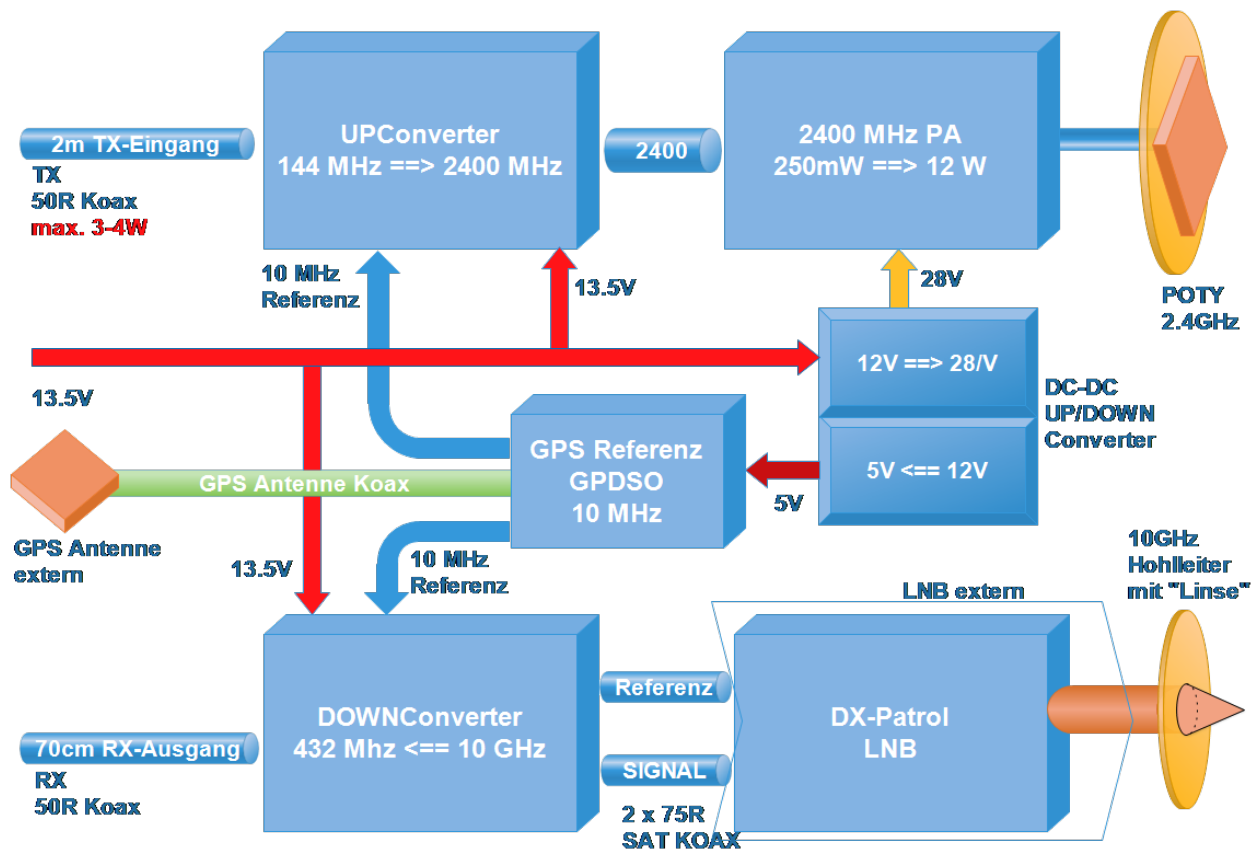 UPConverter
144 MHz ==> 2400 MHz
2400 MHz PA
250mW ==> 12 W
2m TX-Eingang
2400
TX
50R Koax
max. 3-4W
10 MHz
Referenz
13.5V
28V
POTY
2.4GHz
13.5V
12V ==> 28/V
DC-DC
UP/DOWN
Converter
5V <== 12V
GPS Referenz
GPDSO
10 MHz
GPS Antenne Koax
5V
GPS Antenne
extern
13.5V
10 MHz
Referenz
10GHz
Hohlleiter
mit "Linse"
LNB extern
Referenz
DOWNConverter
432 Mhz <== 10 GHz
DX-Patrol
LNB
70cm RX-Ausgang
SIGNAL
RX
50R Koax
2 x 75R
SAT KOAX